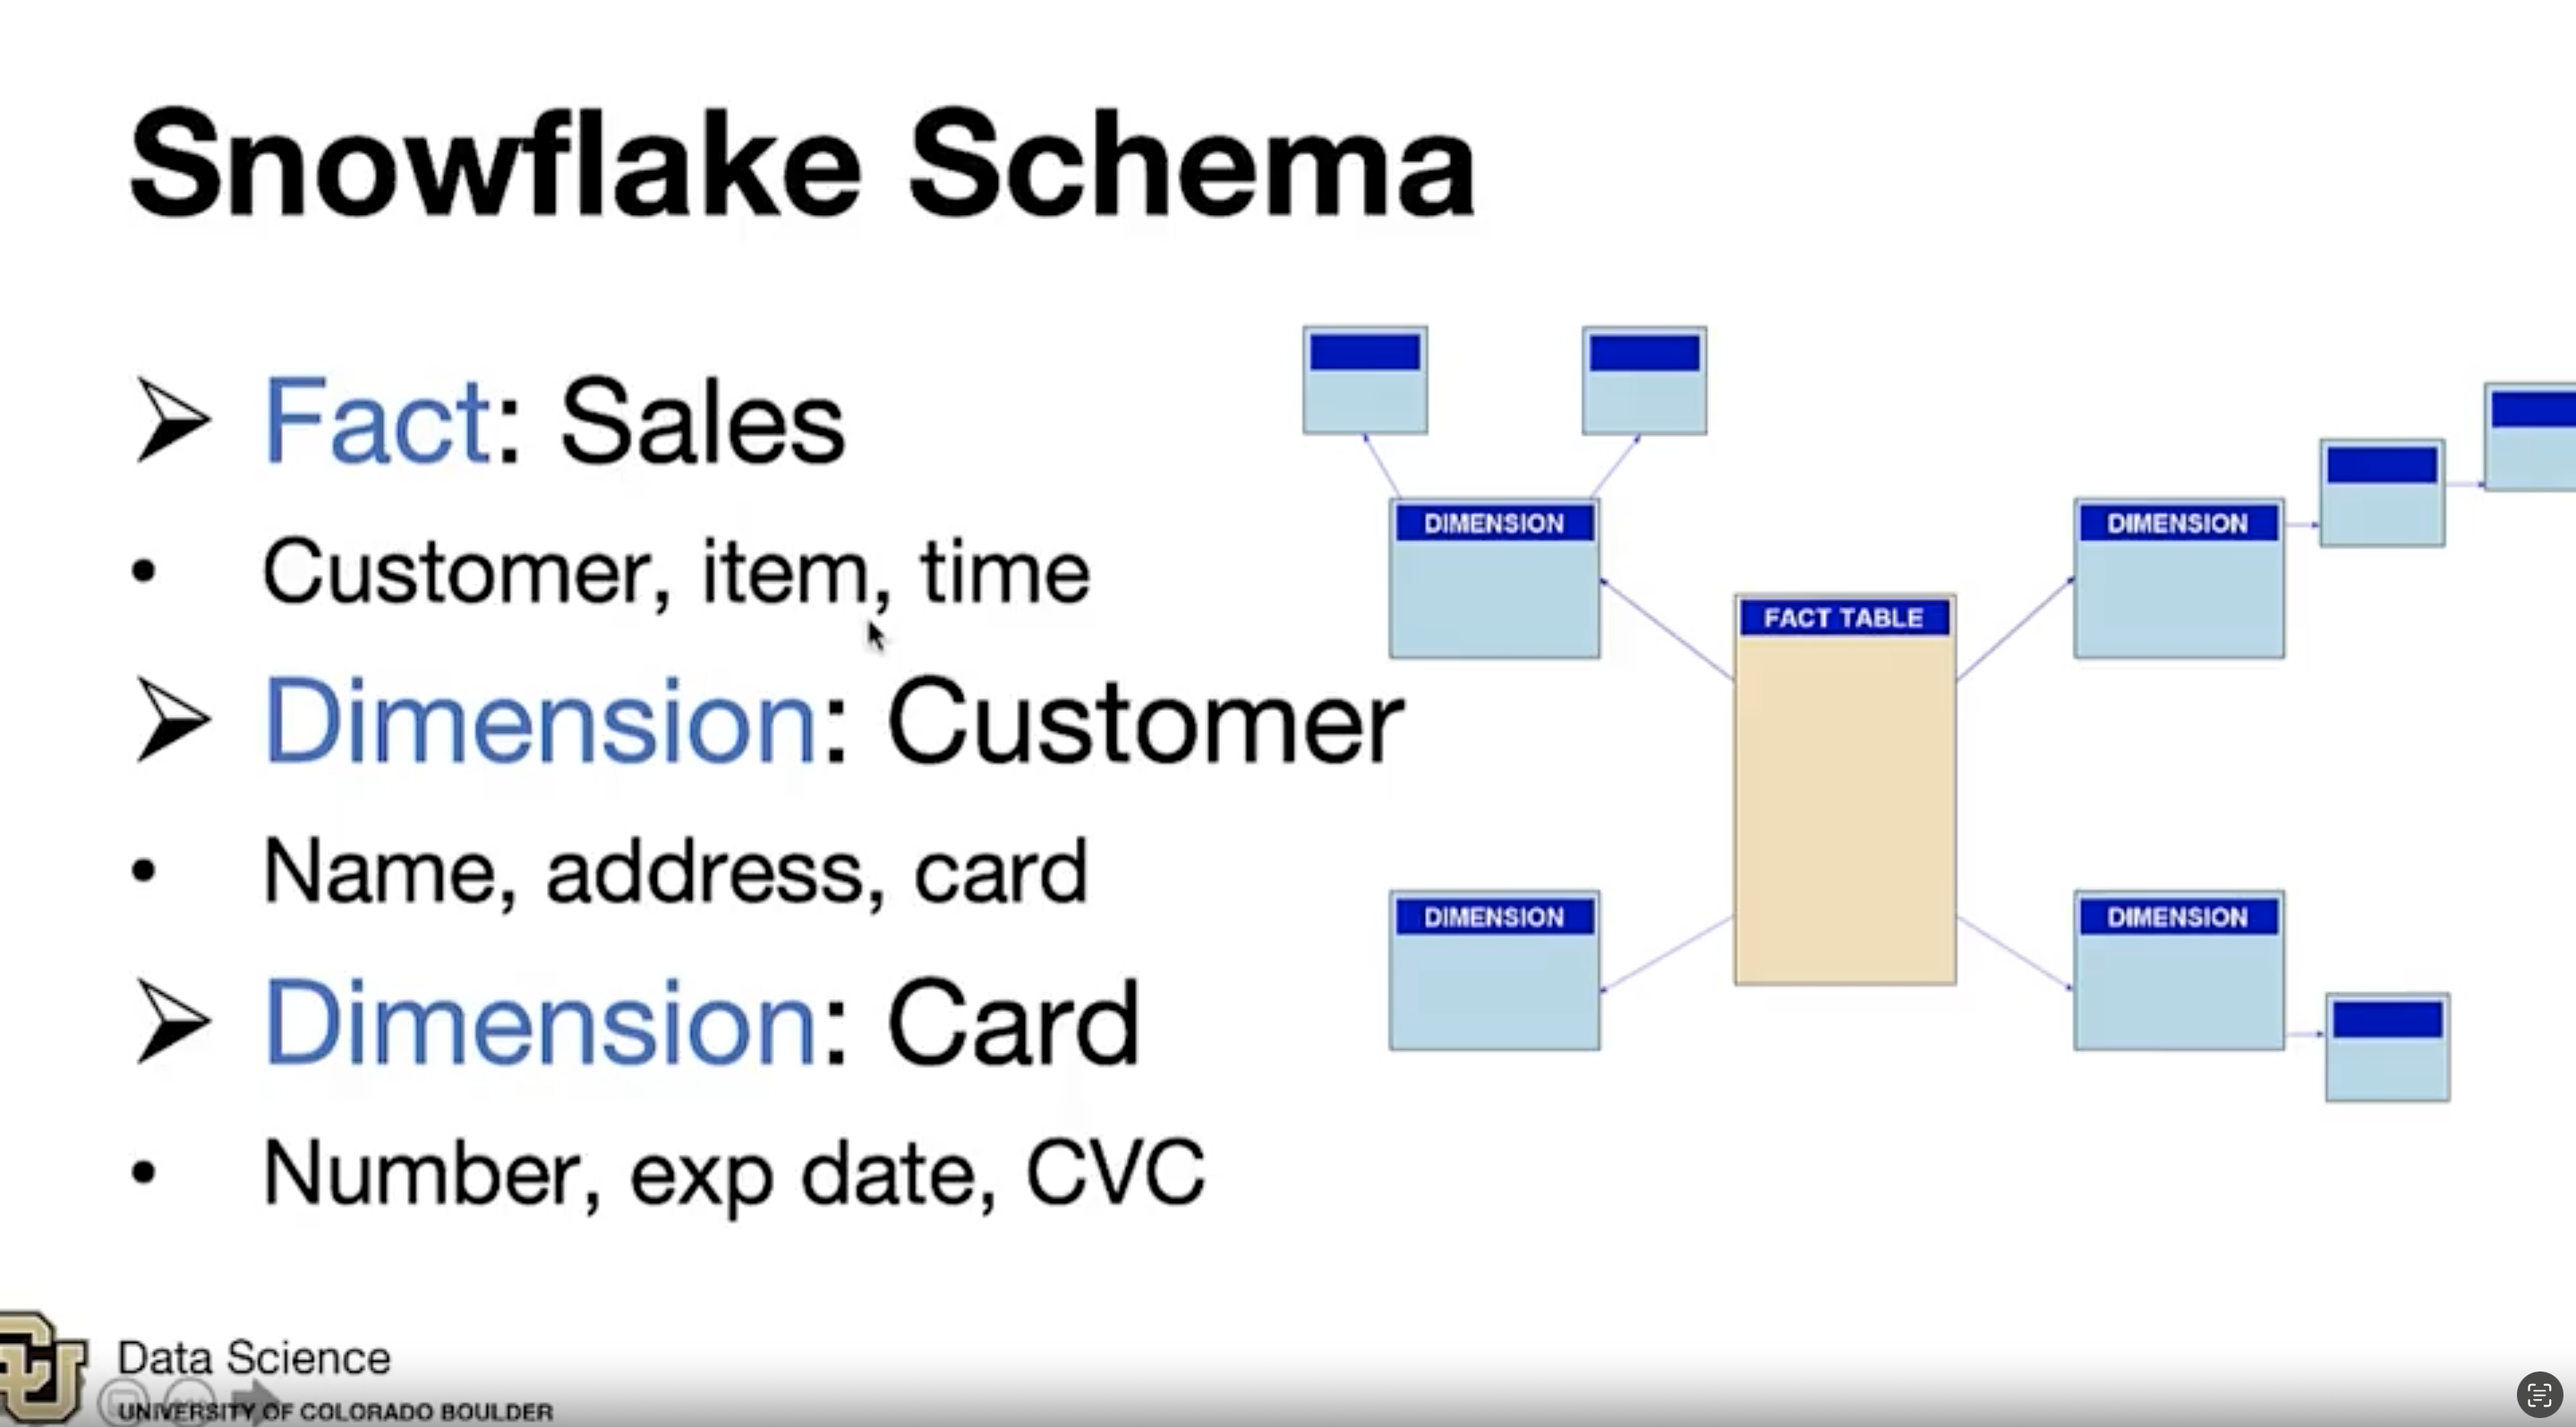 Snowflake Schema
Fact: Sales
Customer, item, time
Dimension: Customer
Name, address, card
Dimension: Card
Number, exp date, CVC
DIMENSION
DIMENSION
FACT TABLE
DIMENSION
DIMENSION
CU
Data Science
UNIVERSITY OF COLORADO BOULDER